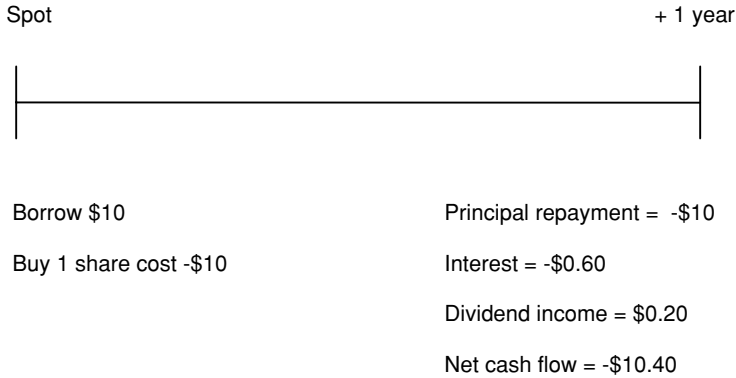 Spot + 1 year
Borrow $10 Principal repayment = -$10
Buy 1 share cost -$10 Interest = -$0.60
Dividend income = $0.20
Net cash flow = -$10.40